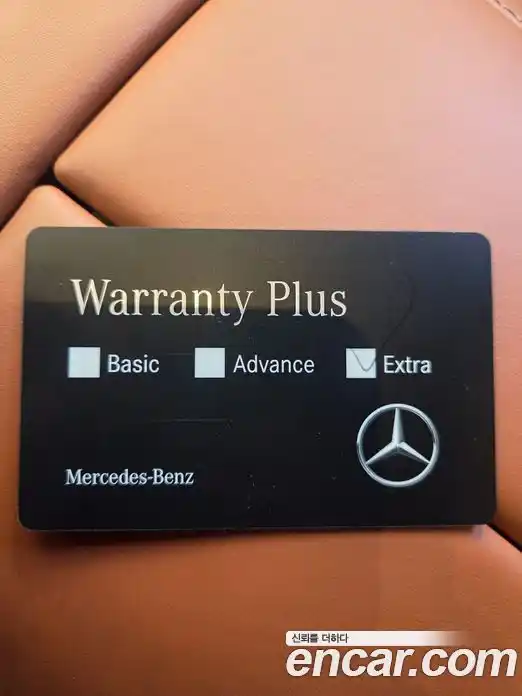 Warranty Plus
Basic Advance Extra
Mercedes-Benz
신뢰를 더하다
encar.com